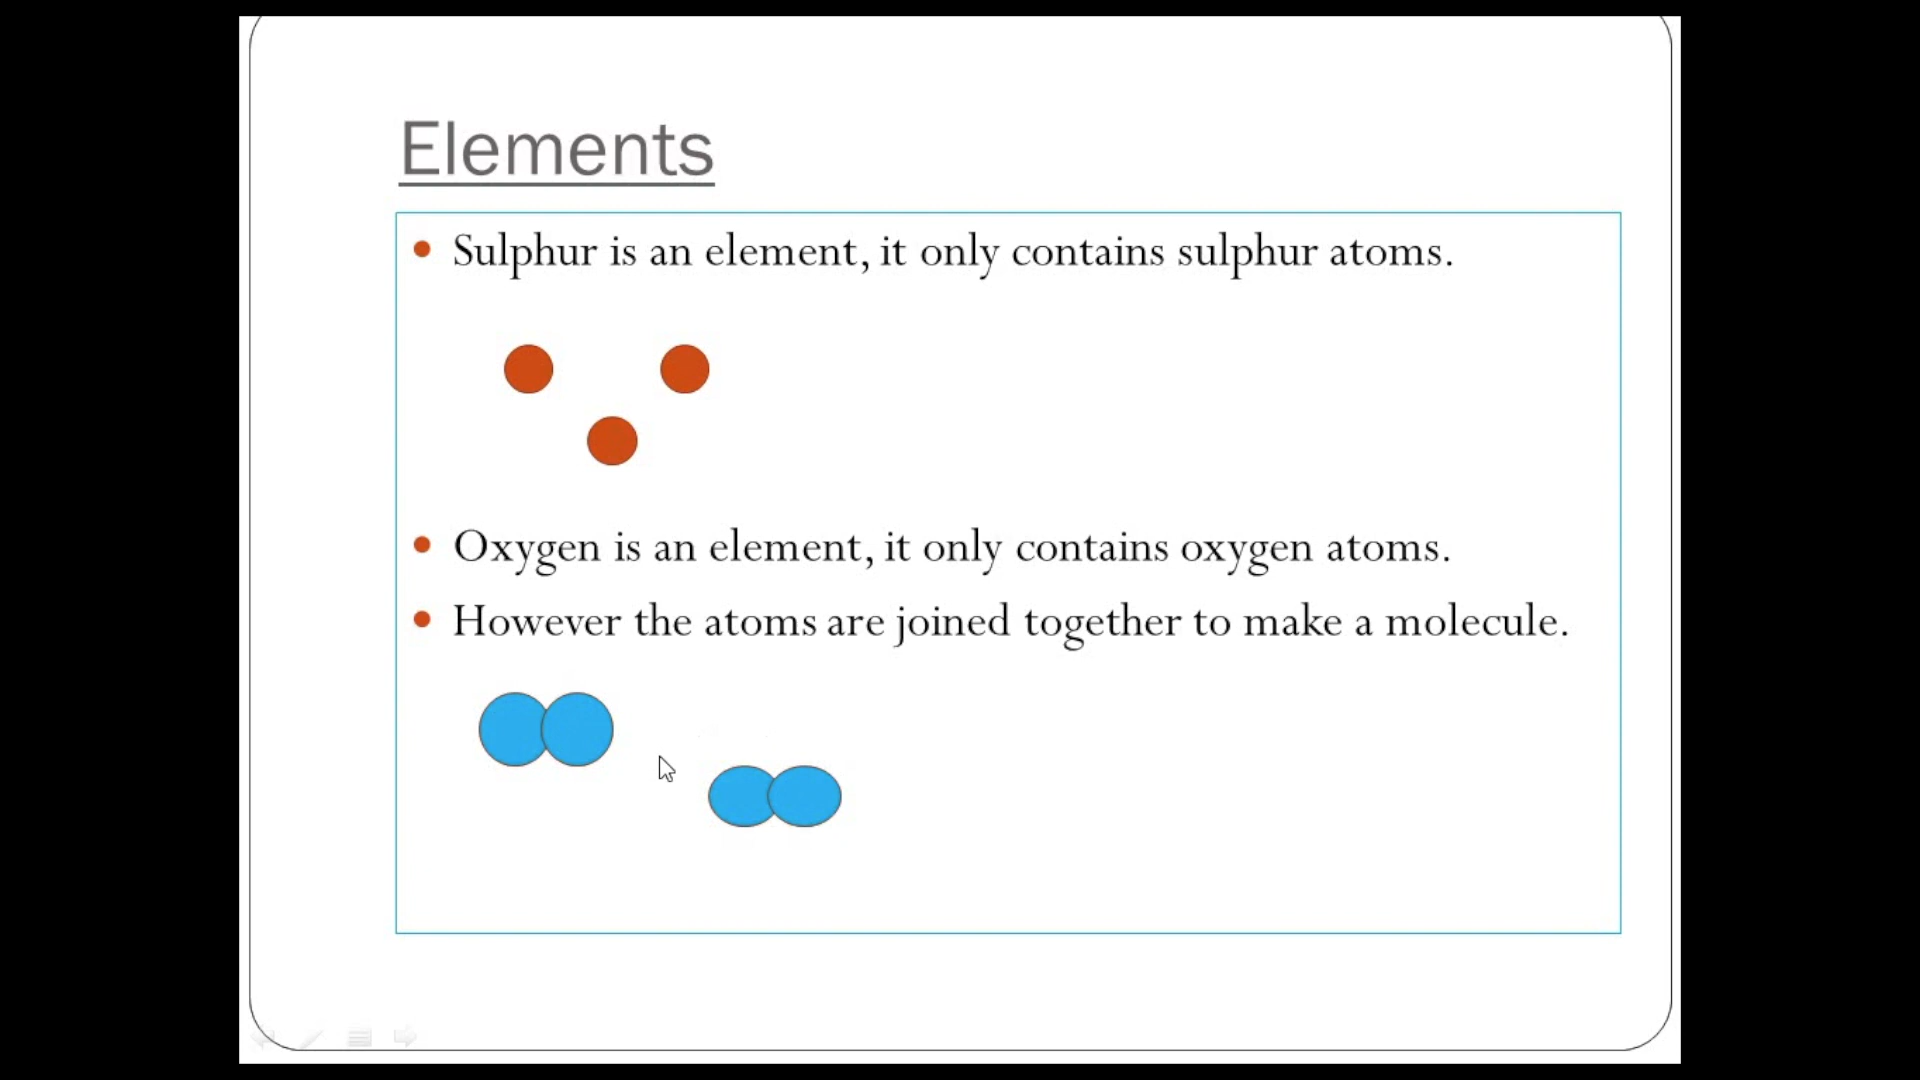 Elements
Sulphur is an element, it only contains sulphur atoms.
Oxygen is an element, it only contains oxygen atoms.
However the atoms are joined together to make a molecule.